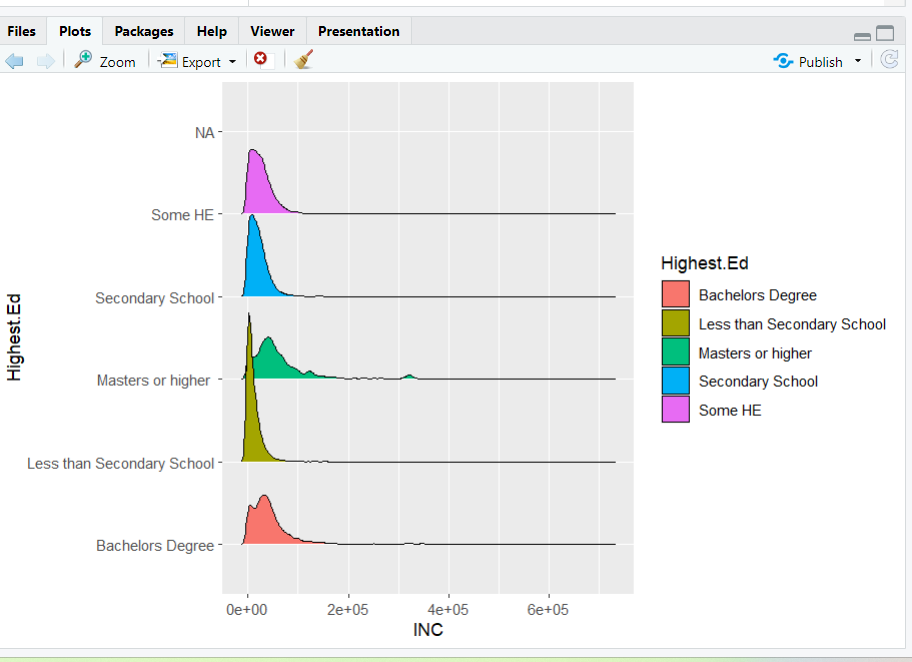 Files Plots Packages Help Viewer Presentation
Zoom Export Publish
NA
Some HE
Secondary School
Masters or higher
Less than Secondary School
Bachelors Degree
Highest.Ed
0e+00 2e+05 4e+05 6e+05
INC
Highest.Ed
Bachelors Degree
Less than Secondary School
Masters or higher
Secondary School
Some HE